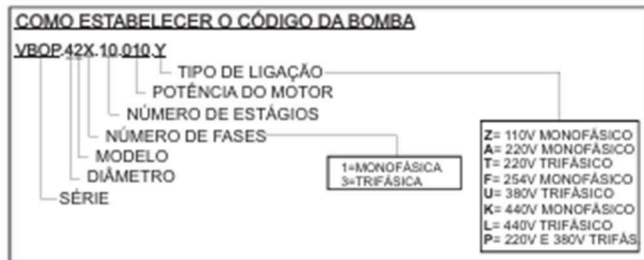 COMO ESTABELECER O CÓDIGO DA BOMBA
VBOP.42X.10.010.Y
TIPO DE LIGAÇÃO
POTÊNCIA DO MOTOR
NÚMERO DE ESTÁGIOS
NÚMERO DE FASES
MODELO
DIÂMETRO
SÉRIE
1=MONOFÁSICA
3=TRIFÁSICA
Z= 110V MONOFÁSICO
A= 220V MONOFÁSICO
T= 220V TRIFÁSICO
F= 254V MONOFÁSICO
U= 380V TRIFÁSICO
K= 440V MONOFÁSICO
L= 440V TRIFÁSICO
P= 220V E 380V TRIFÁS